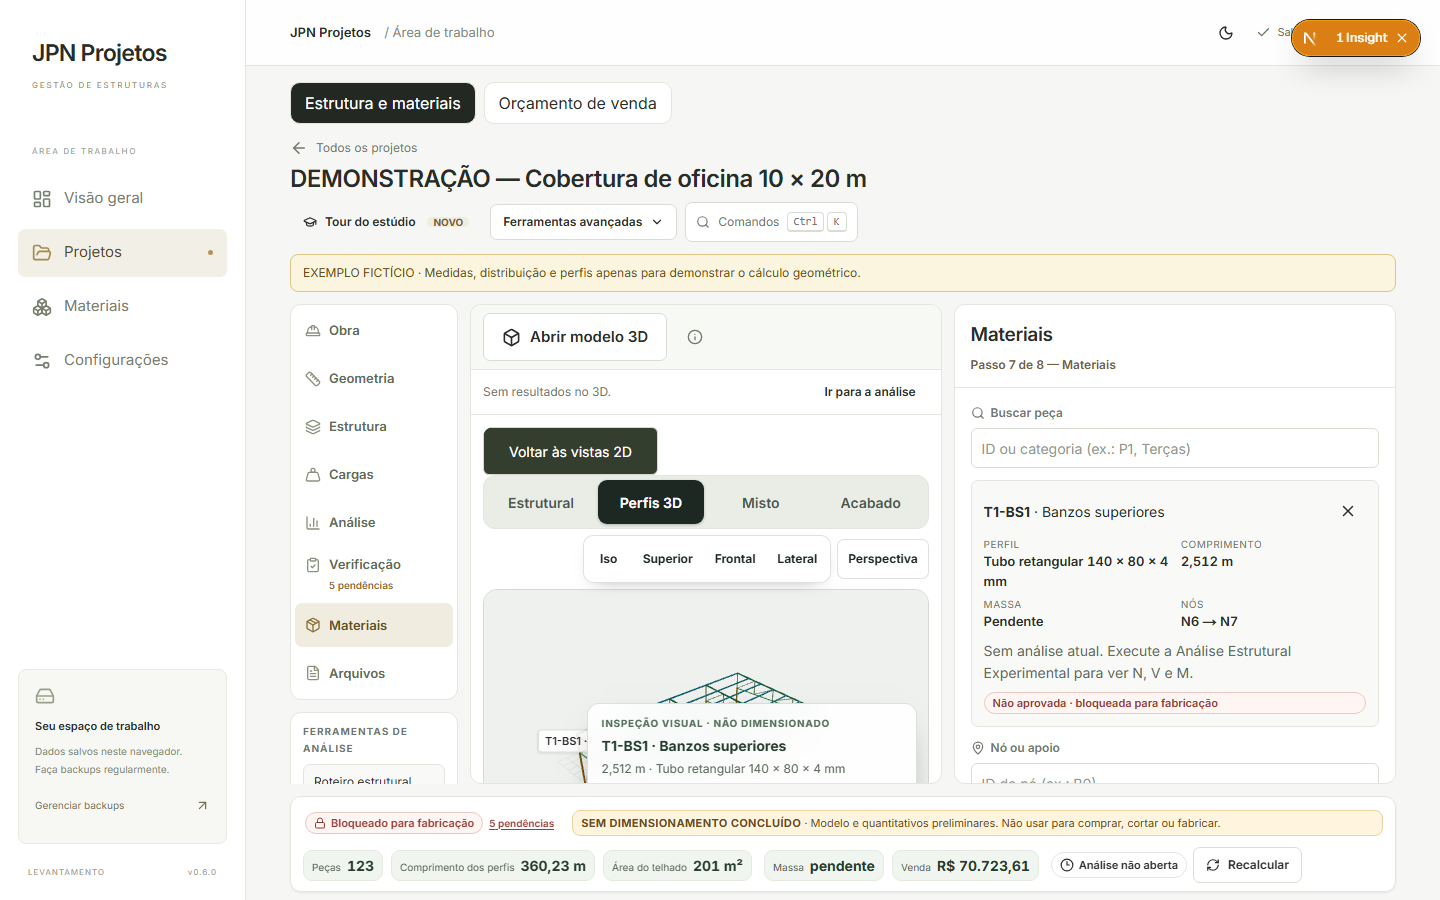 JPN Projetos
GESTÃO DE ESTRUTURAS
ÁREA DE TRABALHO
Visão geral
Projetos
Materiais
Configurações
Seu espaço de trabalho
Dados salvos neste navegador.
Faça backups regularmente.
Gerenciar backups
LEVANTAMENTO v0.6.0
JPN Projetos / Área de trabalho
1 Insight
Estrutura e materiais
Orçamento de venda
Todos os projetos
DEMONSTRAÇÃO — Cobertura de oficina 10 × 20 m
Tour do estúdio NOVO
Ferramentas avançadas
Comandos Ctrl K
EXEMPLO FICTÍCIO · Medidas, distribuição e perfis apenas para demonstrar o cálculo geométrico.
Obra
Geometria
Estrutura
Cargas
Análise
Verificação
5 pendências
Materiais
Arquivos
FERRAMENTAS DE
ANÁLISE
Roteiro estrutural
Abrir modelo 3D
Sem resultados no 3D.
Ir para a análise
Voltar às vistas 2D
Estrutural Perfis 3D Misto Acabado
Iso Superior Frontal Lateral Perspectiva
T1-BS1 ·
INSPEÇÃO VISUAL · NÃO DIMENSIONADO
T1-BS1 · Banzos superiores
2,512 m · Tubo retangular 140 × 80 × 4 mm
Materiais
Passo 7 de 8 — Materiais
Buscar peça
ID ou categoria (ex.: P1, Terças)
T1-BS1 · Banzos superiores
PERFIL
Tubo retangular 140 × 80 × 4
mm
COMPRIMENTO
2,512 m
MASSA
Pendente
NÓS
N6 → N7
Sem análise atual. Execute a Análise Estrutural
Experimental para ver N, V e M.
Não aprovada · bloqueada para fabricação
Nó ou apoio
ID do nó (ex.: B0)
Bloqueado para fabricação
5 pendências
SEM DIMENSIONAMENTO CONCLUÍDO · Modelo e quantitativos preliminares. Não usar para comprar, cortar ou fabricar.
Peças 123
Comprimento dos perfis 360,23 m
Área do telhado 201 m²
Massa pendente
Venda R$ 70.723,61
Análise não aberta
Recalcular